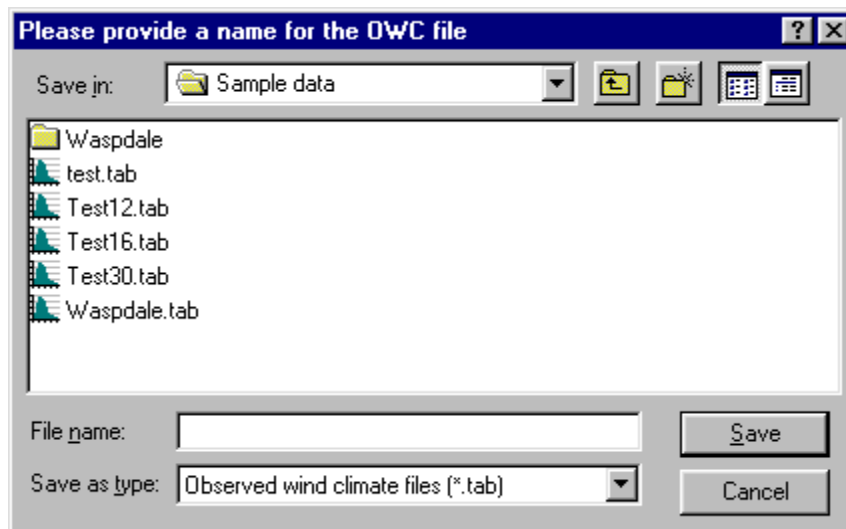 Please provide a name for the OWC file
Save in: Sample data
Waspdale
test.tab
Test12.tab
Test16.tab
Test30.tab
Waspdale.tab
File name: Save
Save as type: Observed wind climate files (*.tab) Cancel